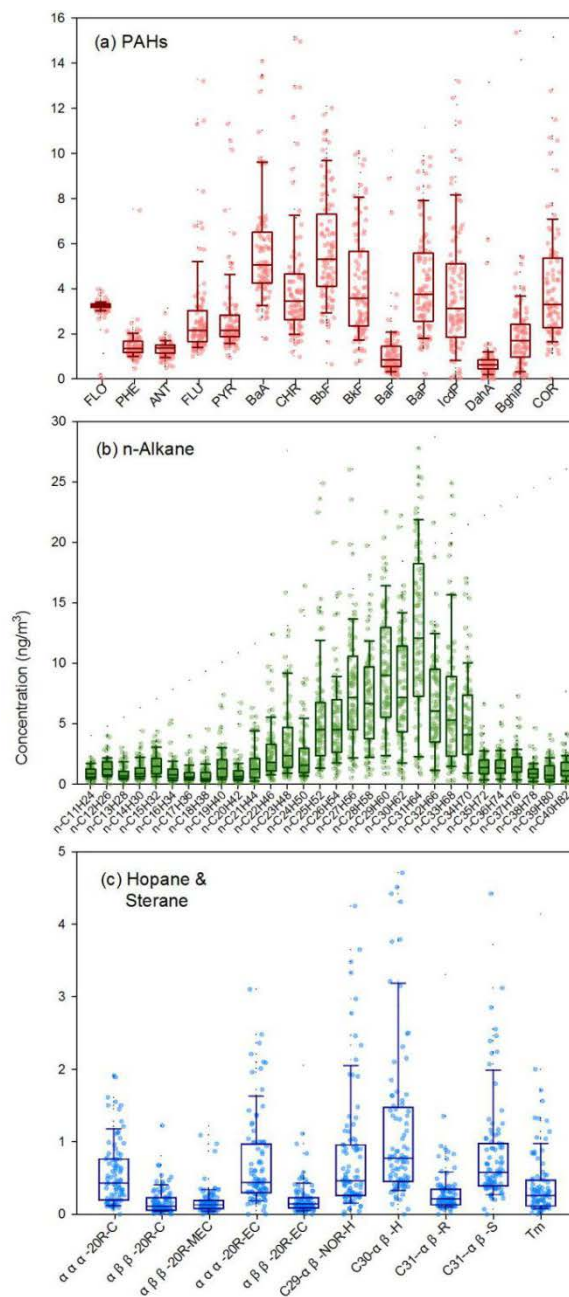 16
(a) PAHs
14
12
10
8
6
4
2
0
FLO
PHE
ANT
FLU
PYR
BaA
CHR
BbF
BkF
BaF
BaP
IcdP
DahA
BghiP
COR
30
(b) n-Alkane
25
20
15
10
5
0
Concentration (ng/m³)
n-C11H24
n-C12H26
n-C13H28
n-C14H30
n-C15H32
n-C16H34
n-C17H36
n-C18H38
n-C19H40
n-C20H42
n-C21H44
n-C22H46
n-C23H48
n-C24H50
n-C25H52
n-C26H54
n-C27H56
n-C28H58
n-C29H60
n-C30H62
n-C31H64
n-C32H66
n-C33H68
n-C34H70
n-C35H72
n-C36H74
n-C37H76
n-C38H78
n-C39H80
n-C40H82
5
(c) Hopane &
Sterane
4
3
2
1
0
α α α -20R-C
α β β -20R-C
α β β -20R-MEC
α α α -20R-EC
α β β -20R-EC
C29-α β -NOR-H
C30-α β -H
C31--α β -R
C31--α β -S
Tm